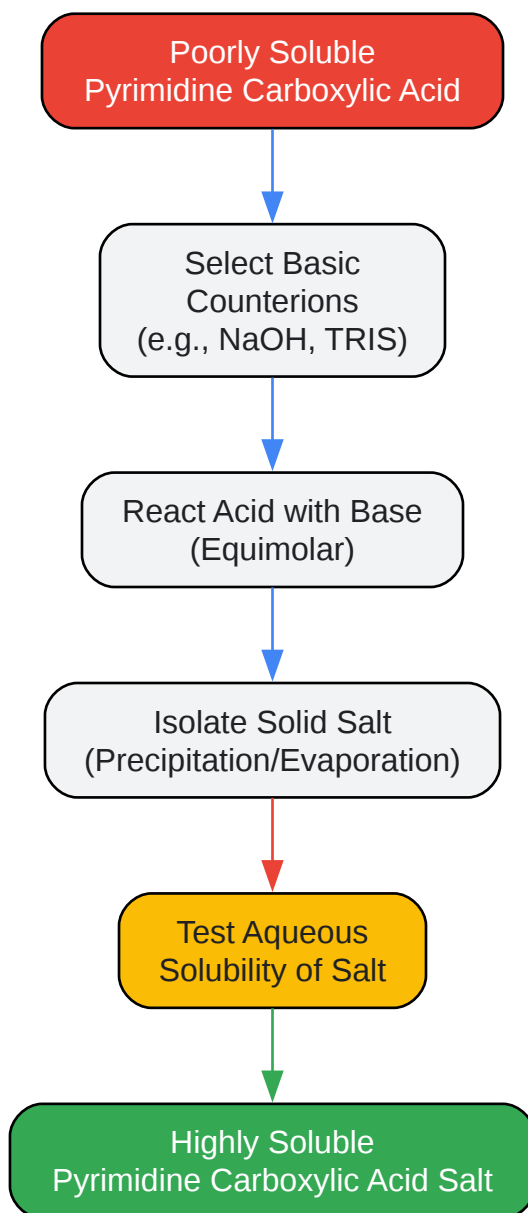 Poorly Soluble
Pyrimidine Carboxylic Acid
Select Basic
Counterions
(e.g., NaOH, TRIS)
React Acid with Base
(Equimolar)
Isolate Solid Salt
(Precipitation/Evaporation)
Test Aqueous
Solubility of Salt
Highly Soluble
Pyrimidine Carboxylic Acid Salt